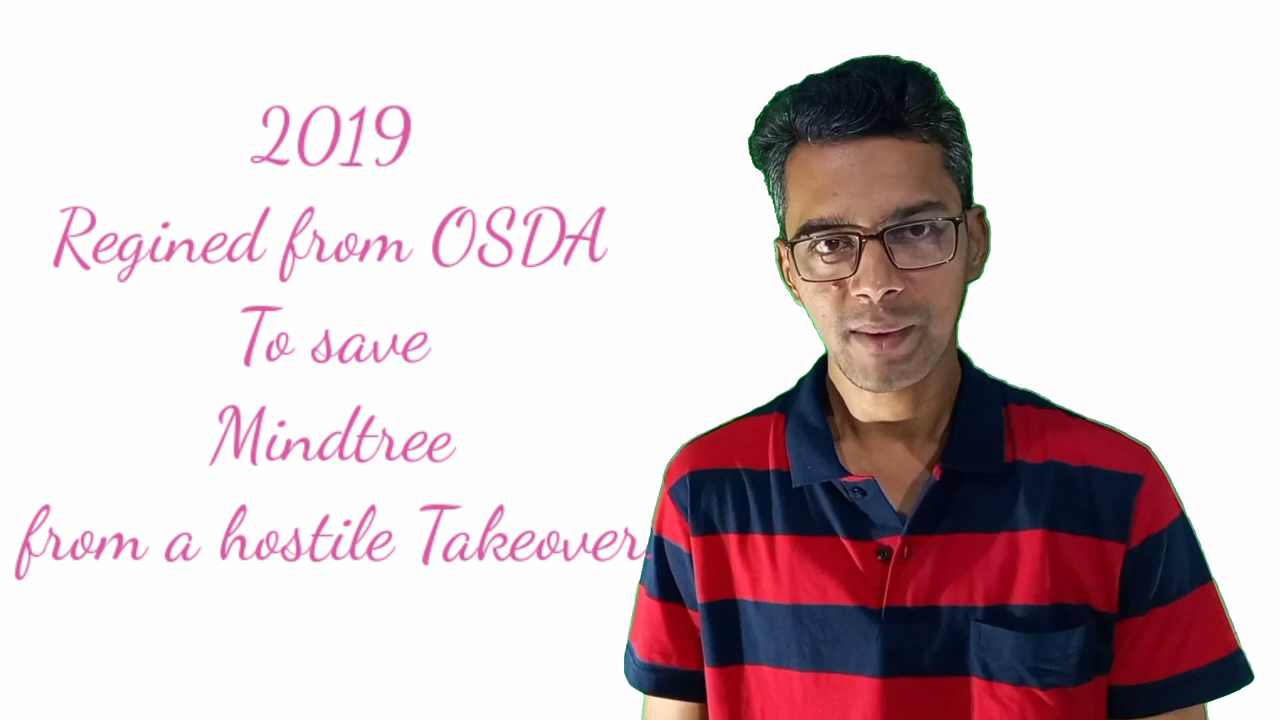 2019
Regined from OSDA
To save
Mindtree
from a hostile Takeover.